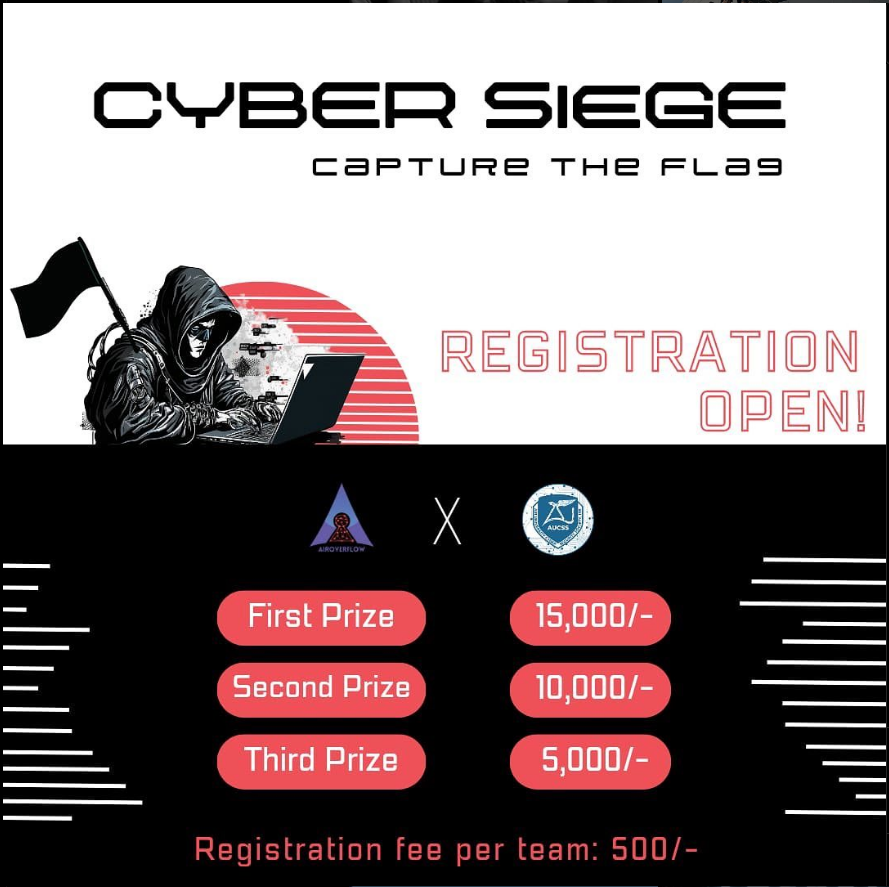 CYBER SIEGE
CAPTURE THE FLAG
REGISTRATION
OPEN!
AIROVERFLOW
X
AUCSS
First Prize 15,000/-
Second Prize 10,000/-
Third Prize 5,000/-
Registration fee per team: 500/-